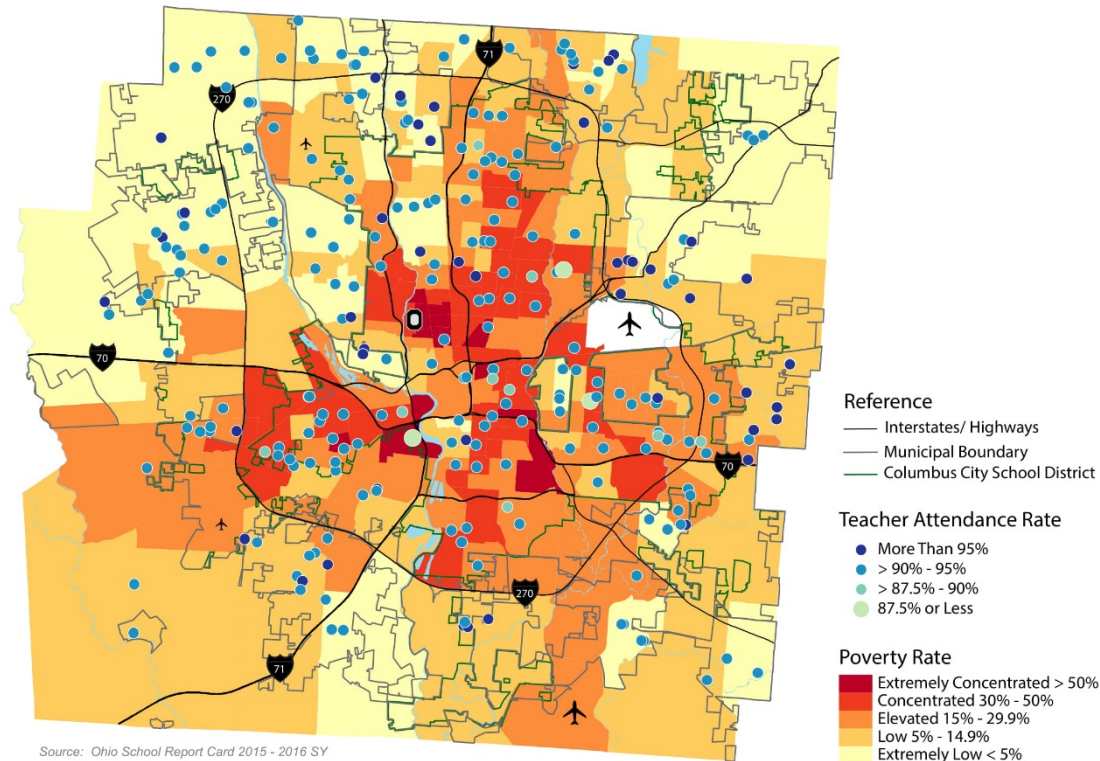 71
270
70
70
270
71
Reference
Interstates/ Highways
Municipal Boundary
Columbus City School District
Teacher Attendance Rate
More Than 95%
> 90% - 95%
> 87.5% - 90%
87.5% or Less
Poverty Rate
Extremely Concentrated > 50%
Concentrated 30% - 50%
Elevated 15% - 29.9%
Low 5% - 14.9%
Extremely Low < 5%
Source: Ohio School Report Card 2015 - 2016 SY